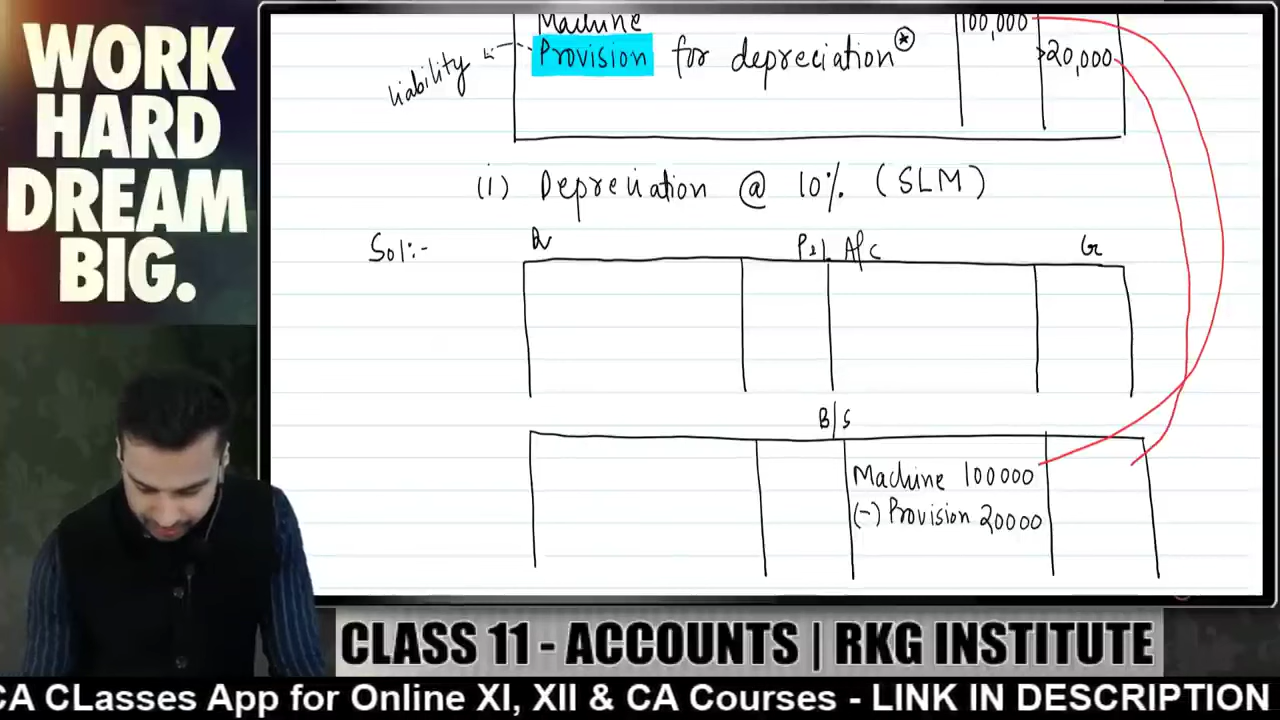 WORK
HARD
DREAM
BIG.
Machine 100,000
Provision for depreciation* 20,000
liability
(1) Depreciation @ 10% (SLM)
Sol:-
Dr P&L A/c Cr
B/S
Machine 100000
(-) Provision 20000
CLASS 11 - ACCOUNTS | RKG INSTITUTE
CA CLasses App for Online XI, XII & CA Courses - LINK IN DESCRIPTION